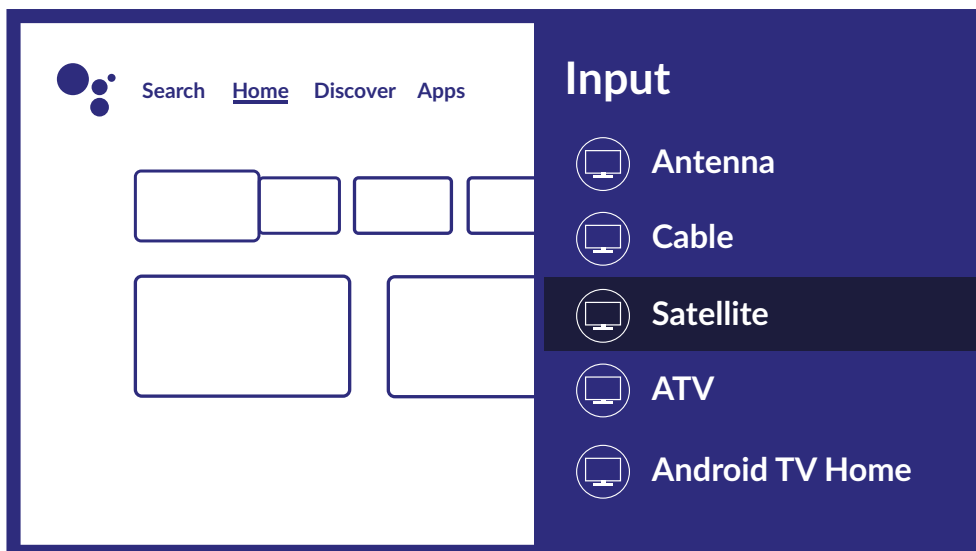 Search Home Discover Apps
Input
Antenna
Cable
Satellite
ATV
Android TV Home